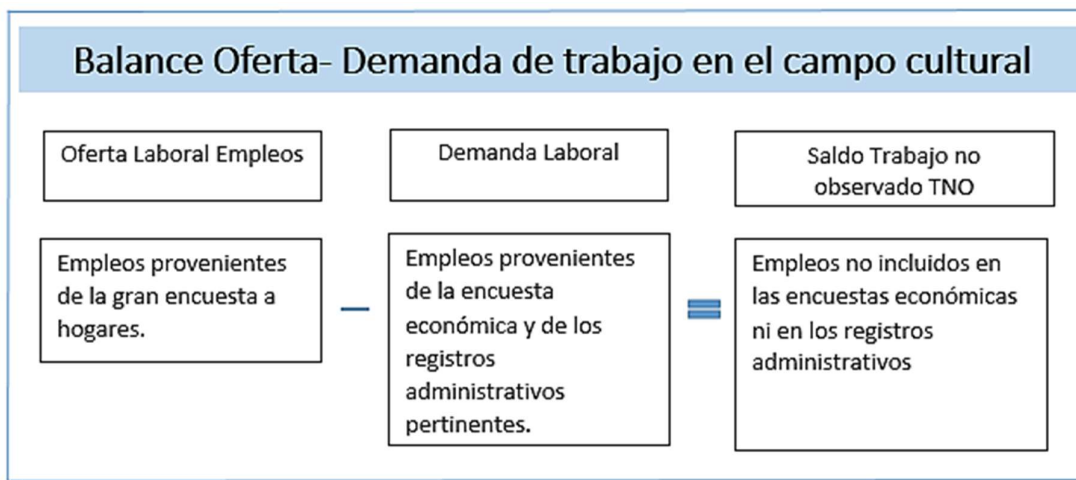 Balance Oferta- Demanda de trabajo en el campo cultural
Oferta Laboral Empleos
Demanda Laboral
Saldo Trabajo no
observado TNO
Empleos provenientes
de la gran encuesta a
hogares.
Empleos provenientes
de la encuesta
económica y de los
registros
administrativos
pertinentes.
Empleos no incluidos en
las encuestas económicas
ni en los registros
administrativos